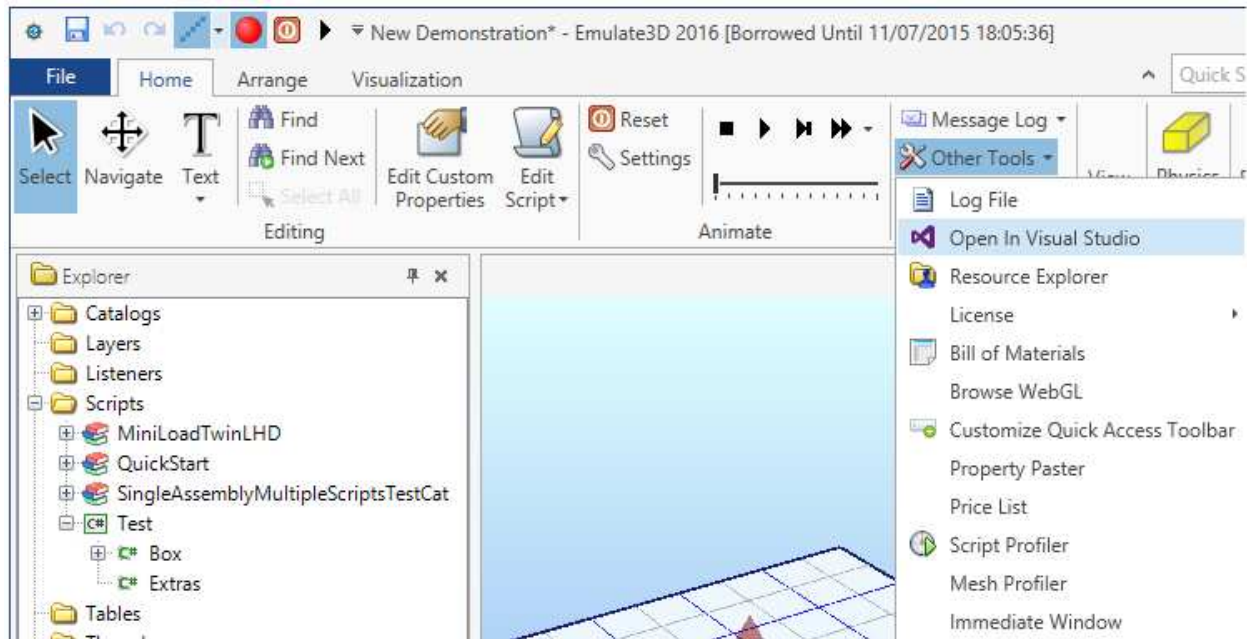 New Demonstration* - Emulate3D 2016 [Borrowed Until 11/07/2015 18:05:36]
File Home Arrange Visualization Quick S
Select
Navigate
Text
Find
Find Next
Select All
Edit Custom Properties
Edit Script
Editing
Reset
Settings
Animate
Message Log
Other Tools
View
Physics
Log File
Open In Visual Studio
Resource Explorer
License
Bill of Materials
Browse WebGL
Customize Quick Access Toolbar
Property Paster
Price List
Script Profiler
Mesh Profiler
Immediate Window
Explorer
Catalogs
Layers
Listeners
Scripts
MiniLoadTwinLHD
QuickStart
SingleAssemblyMultipleScriptsTestCat
C# Test
C# Box
C# Extras
Tables